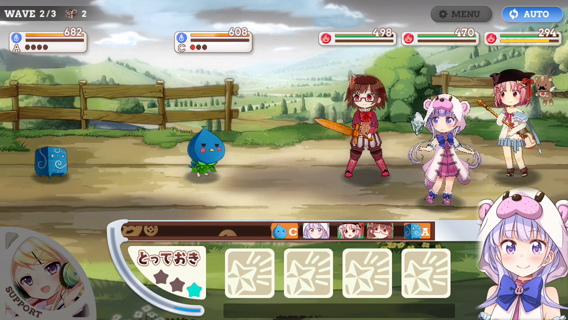 WAVE 2/3 2
MENU
AUTO
682
A
608
C
498
470
294
C
A
とっておき
SUPPORT